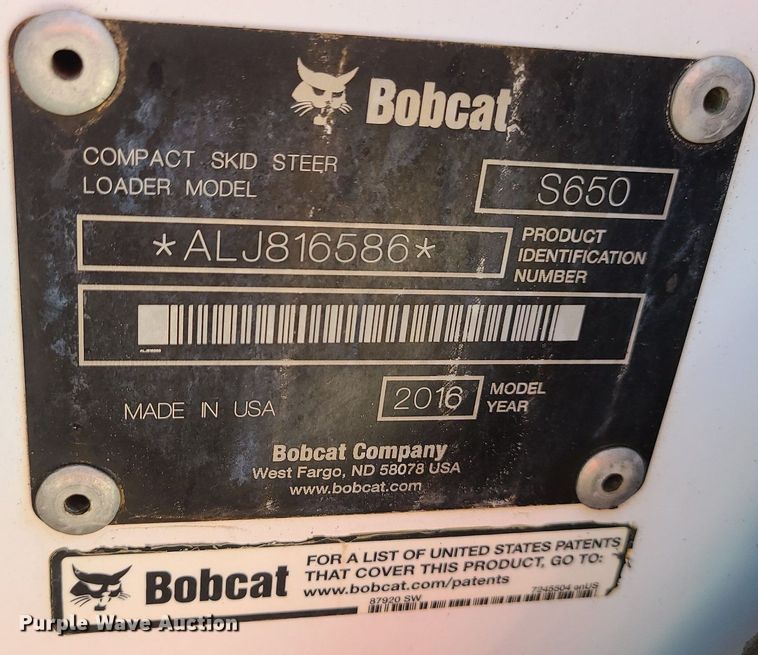 Bobcat
COMPACT SKID STEER
LOADER MODEL
S650
*ALJ816586*
PRODUCT
IDENTIFICATION
NUMBER
MADE IN USA
2016
MODEL
YEAR
Bobcat Company
West Fargo, ND 58078 USA
www.bobcat.com
Bobcat
FOR A LIST OF UNITED STATES PATENTS
THAT COVER THIS PRODUCT, GO TO:
www.bobcat.com/patents
87920 SW
7245504 enUS
Purple Wave Auction